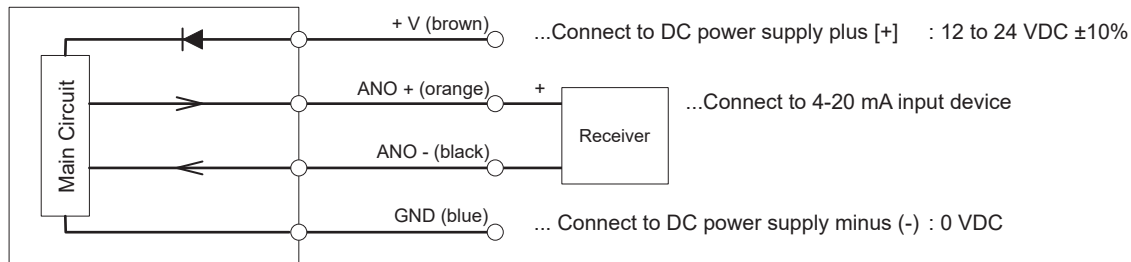 + V (brown) ...Connect to DC power supply plus [+] : 12 to 24 VDC ±10%
Main Circuit
ANO + (orange) + ...Connect to 4-20 mA input device
Receiver
ANO - (black)
GND (blue) ... Connect to DC power supply minus (-) : 0 VDC